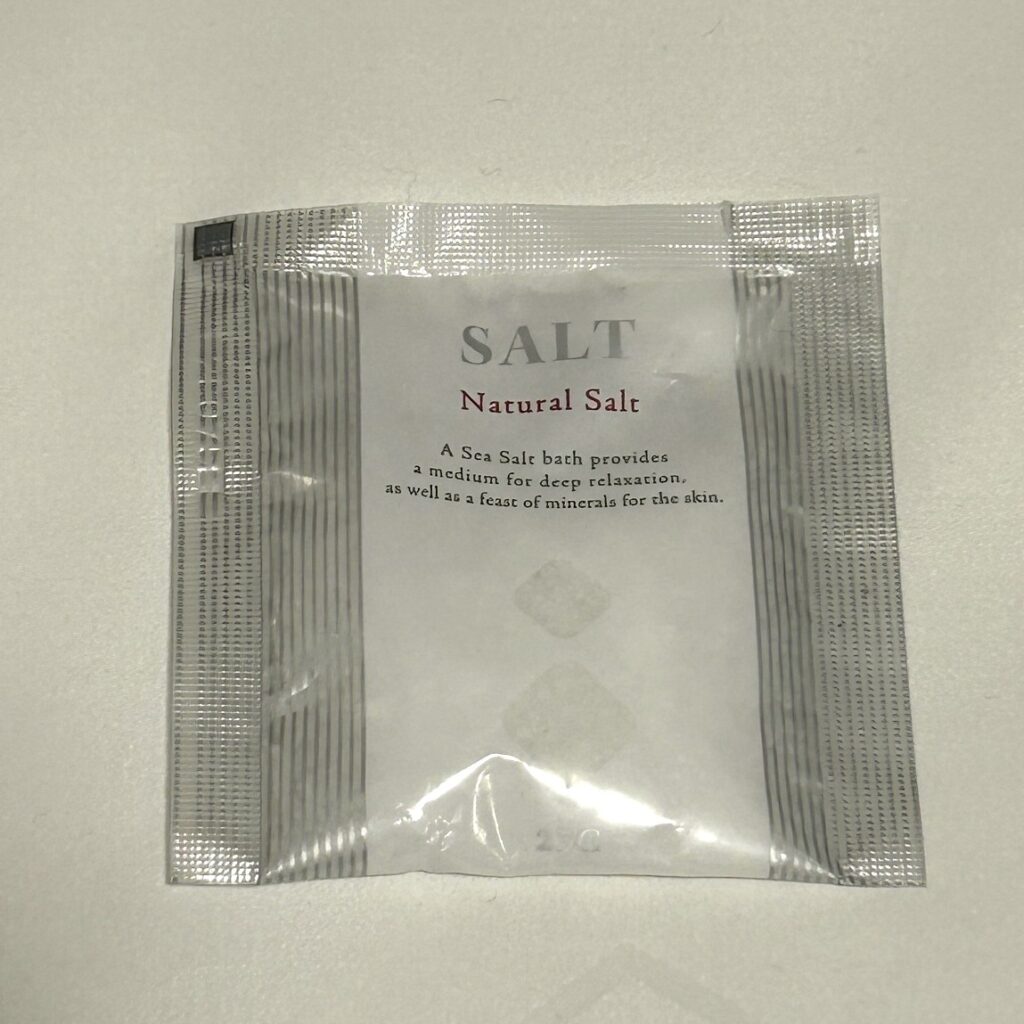 SALT
Natural Salt
A Sea Salt bath provides
a medium for deep relaxation,
as well as a feast of minerals for the skin.
25G